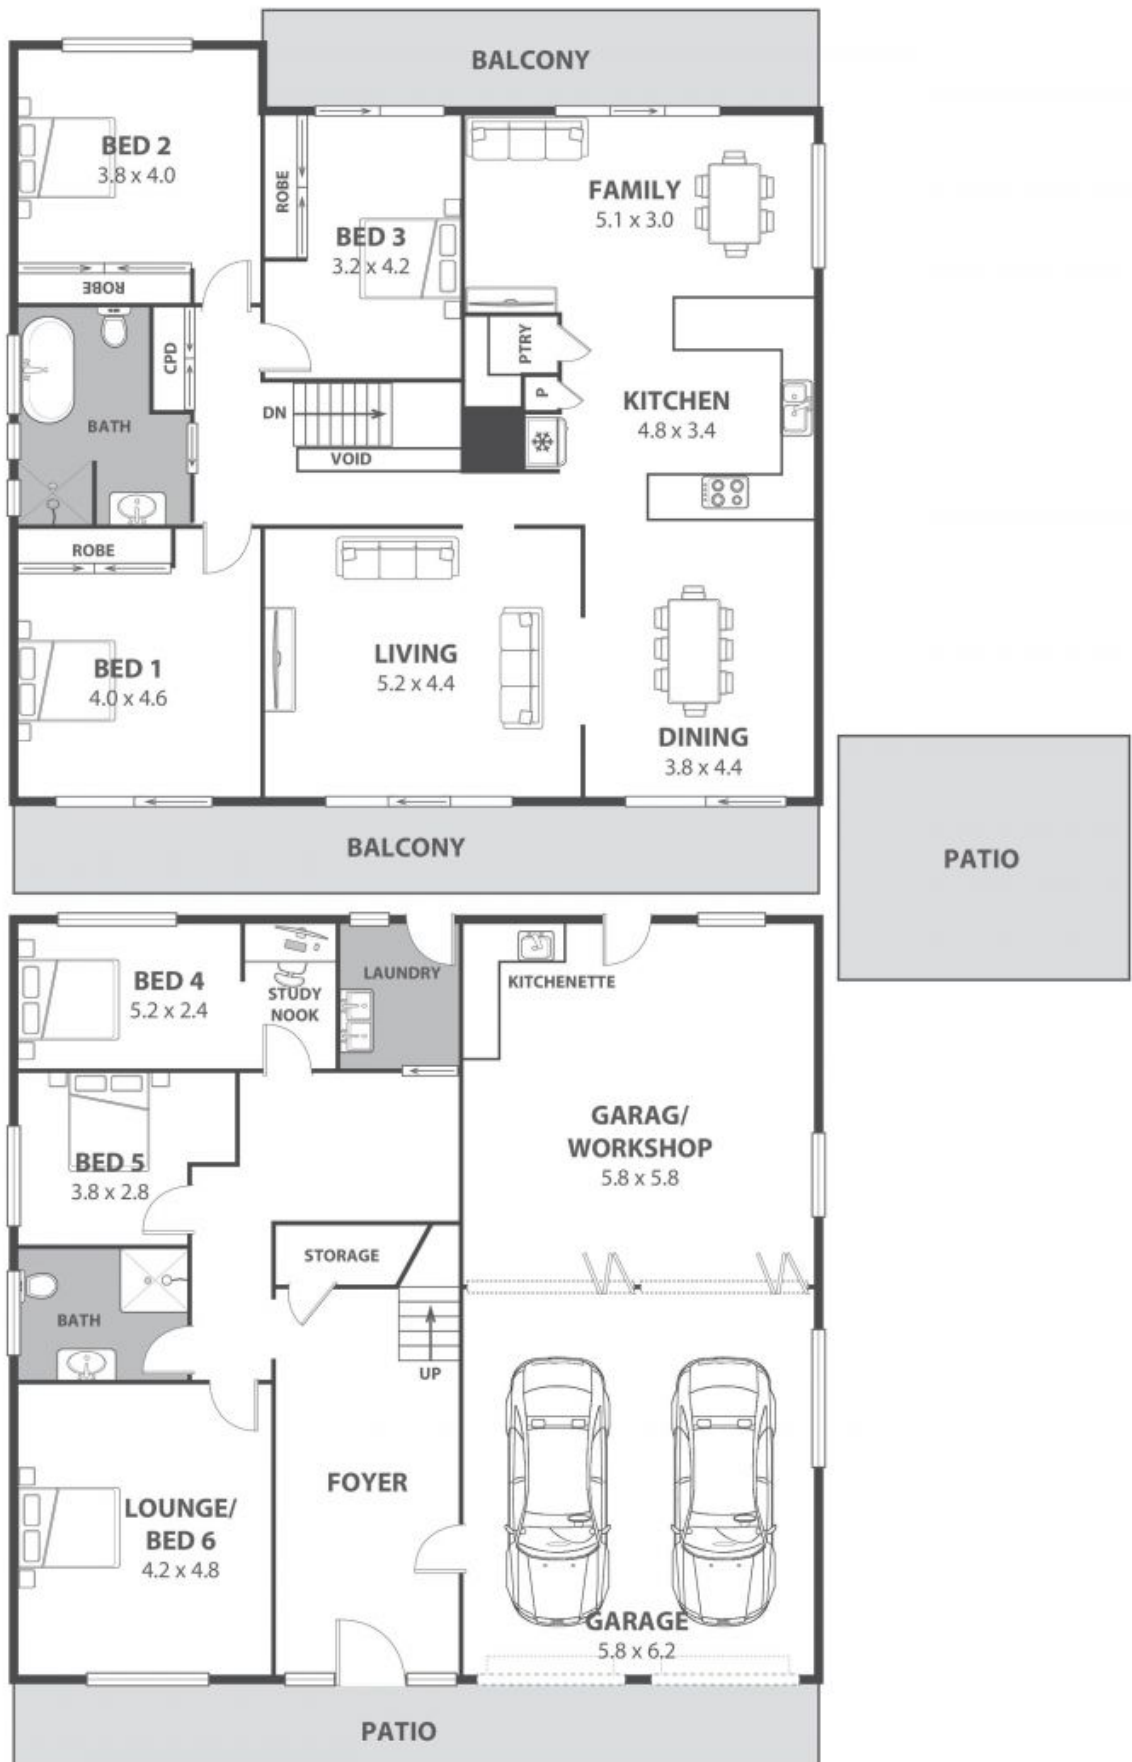 BALCONY
BED 2
3.8 x 4.0
ROBE
BED 3
3.2 x 4.2
FAMILY
5.1 x 3.0
ROBE
PTRY
CPD
P
KITCHEN
4.8 x 3.4
DN
BATH
VOID
ROBE
BED 1
4.0 x 4.6
LIVING
5.2 x 4.4
DINING
3.8 x 4.4
BALCONY
PATIO
BED 4
5.2 x 2.4
STUDY
NOOK
LAUNDRY
KITCHENETTE
GARAG/
WORKSHOP
5.8 x 5.8
BED 5
3.8 x 2.8
STORAGE
BATH
UP
FOYER
LOUNGE/
BED 6
4.2 x 4.8
GARAGE
5.8 x 6.2
PATIO